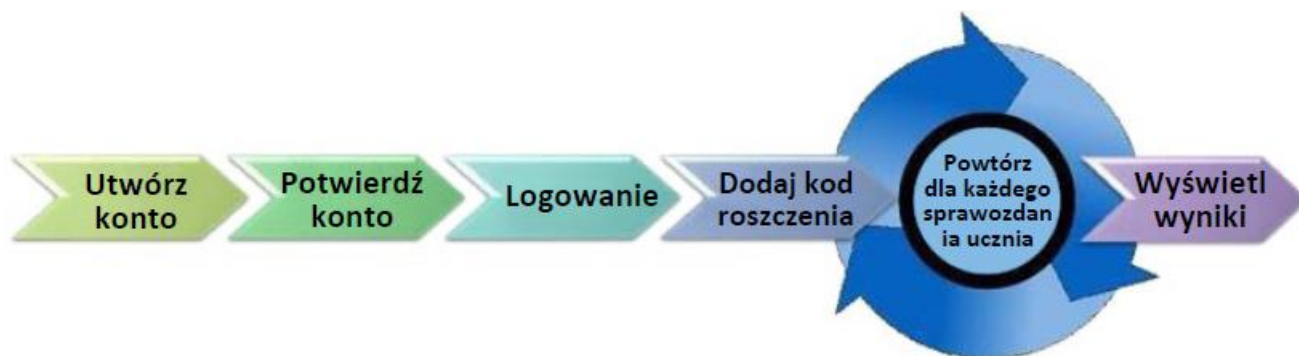 Utwórz
konto
Potwierdź
konto
Logowanie
Dodaj kod
roszczenia
Powtórz
dla każdego
sprawozdan
ia ucznia
Wyświetl
wyniki